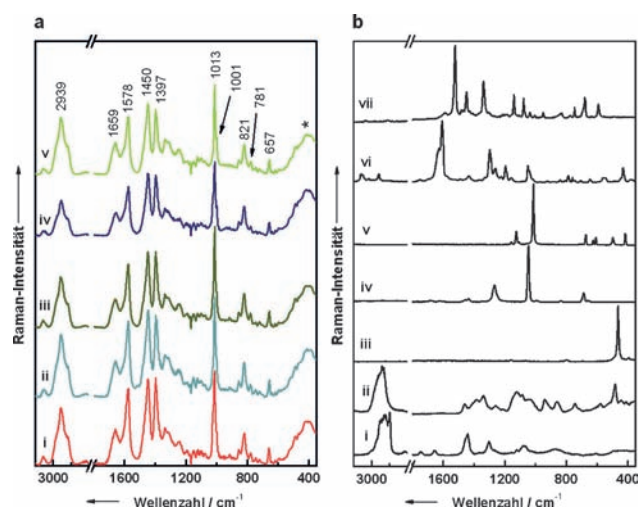 a
b
2939
1659
1578
1450
1397
1013
1001
821
781
657
*
v
iv
iii
ii
i
Raman-Intensität
3000
1600
1200
800
400
Wellenzahl / cm⁻¹
vii
vi
v
iv
iii
ii
i
Raman-Intensität
3000
1600
1200
800
400
Wellenzahl / cm⁻¹